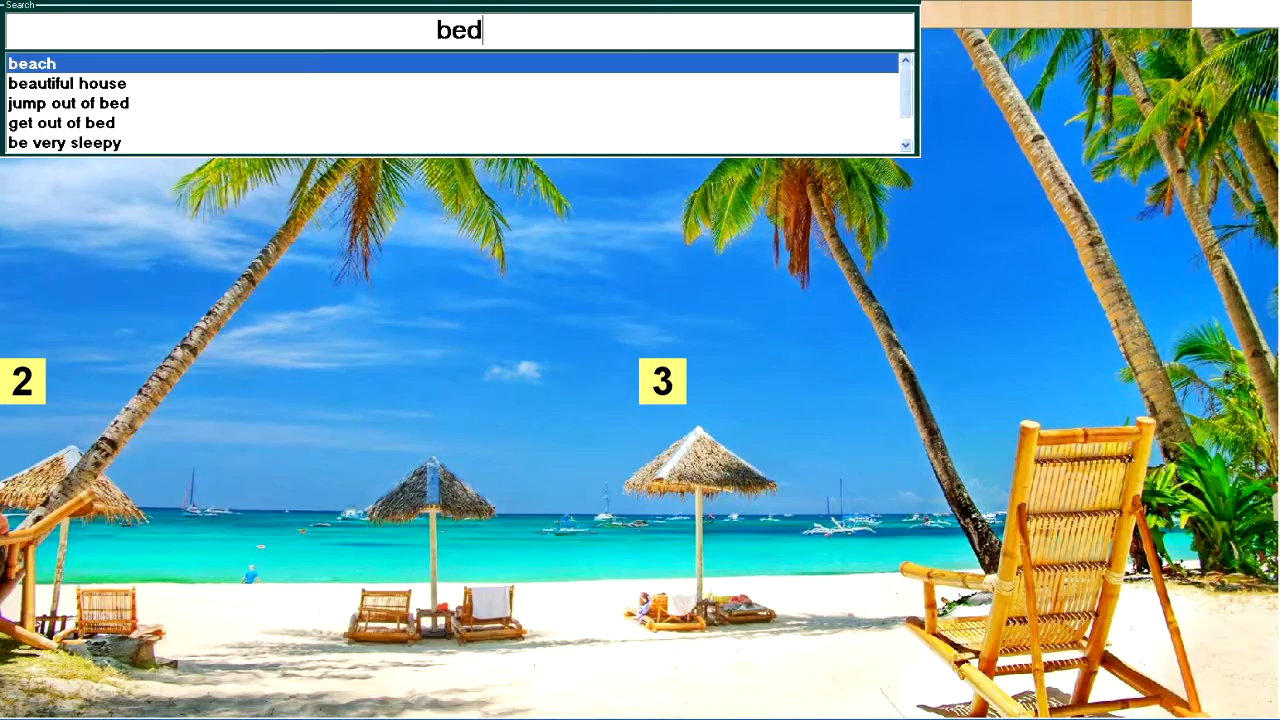 Search
bed
beach
beautiful house
jump out of bed
get out of bed
be very sleepy
2
3